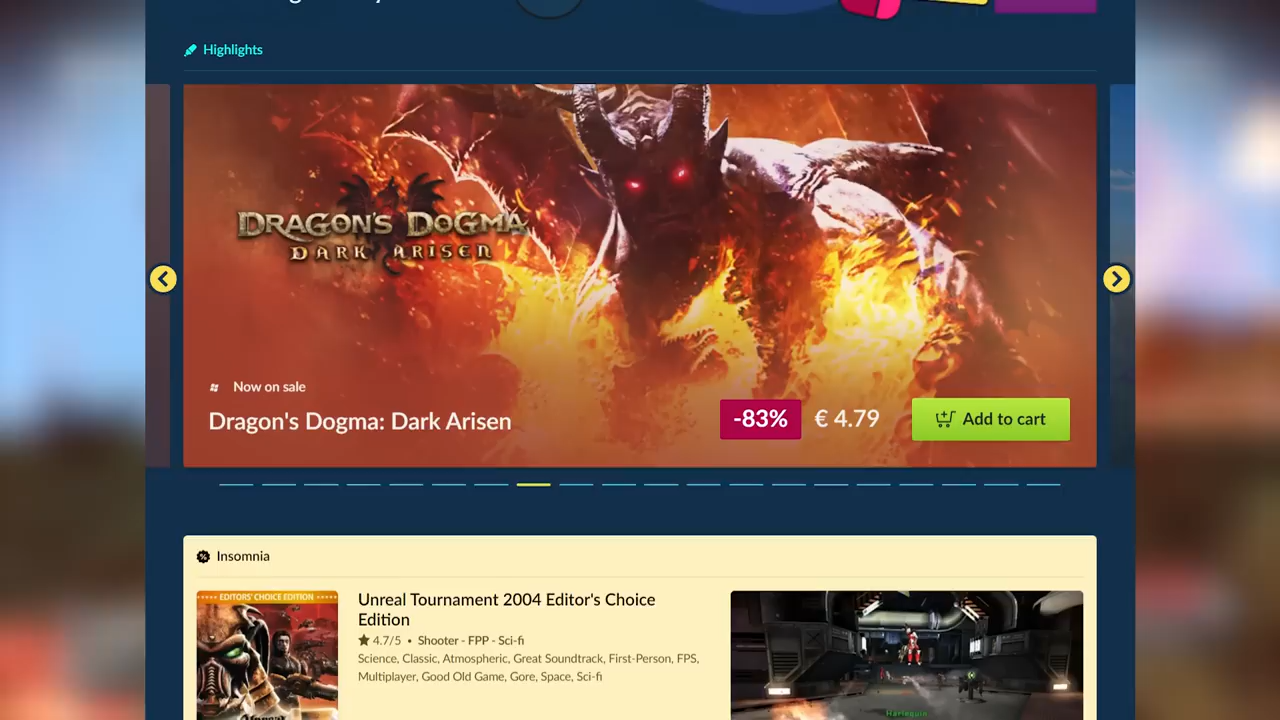 Highlights
DRAGON'S DOGMA
DARK ARISEN
Now on sale
Dragon's Dogma: Dark Arisen
-83%
€ 4.79
Add to cart
Insomnia
EDITORS' CHOICE EDITION
Unreal Tournament 2004 Editor's Choice
Edition
4.7/5 • Shooter - FPP - Sci-fi
Science, Classic, Atmospheric, Great Soundtrack, First-Person, FPS,
Multiplayer, Good Old Game, Gore, Space, Sci-fi
Harlequin